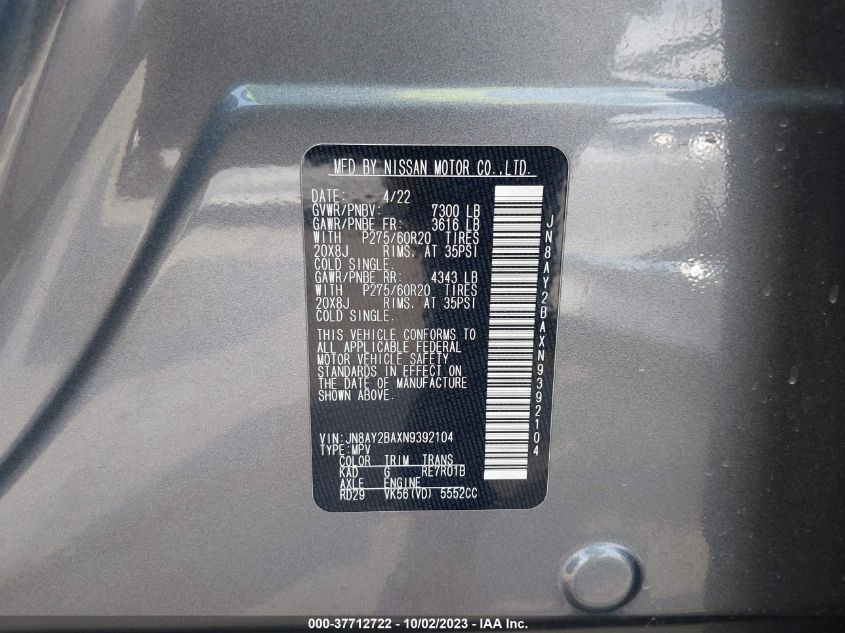 MFD BY NISSAN MOTOR CO.,LTD.
DATE: 4/22
GVWR/PNBV: 7300 LB
GAWR/PNBE FR: 3616 LB
WITH P275/60R20 TIRES
20X8J RIMS. AT 35PSI
COLD SINGLE.
GAWR/PNBE RR: 4343 LB
WITH P275/60R20 TIRES
20X8J RIMS. AT 35PSI
COLD SINGLE.
THIS VEHICLE CONFORMS TO
ALL APPLICABLE FEDERAL
MOTOR VEHICLE SAFETY
STANDARDS IN EFFECT ON
THE DATE OF MANUFACTURE
SHOWN ABOVE.
VIN:JN8AY2BAXN9392104
TYPE:MPV
COLOR TRIM TRANS
KAD G RE7R01B
AXLE ENGINE
RD29 VK56(VD) 5552CC
JN8AY2BAXN9392104
000-37712722 - 10/02/2023 - IAA Inc.